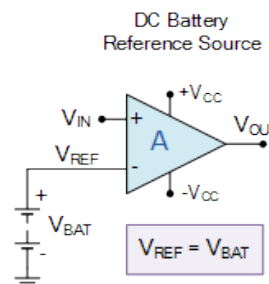 DC Battery
Reference Source
+VCC
VIN
+
A
VOU
VREF
-
-VCC
+
VBAT
-
VREF = VBAT